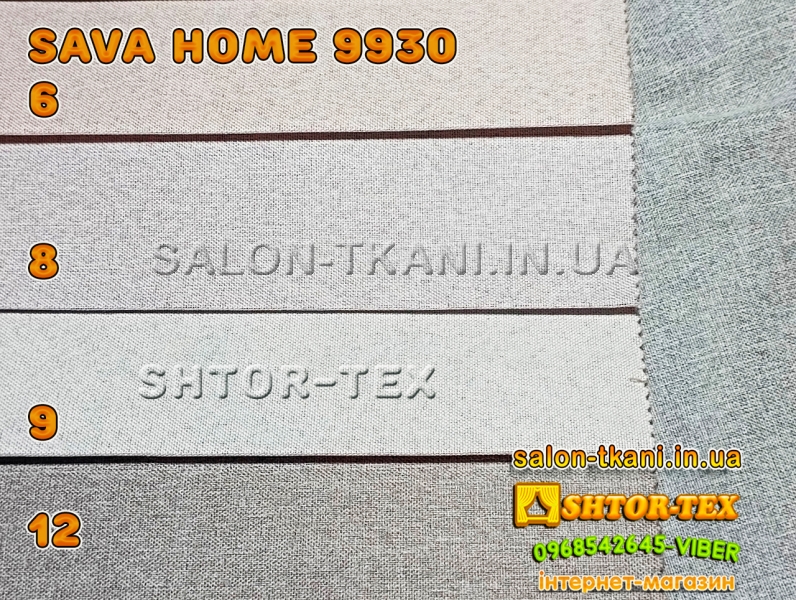 SAVA HOME 9930
6
8
SALON-TKANI.IN.UA
SHTOR-TEX
9
salon-tkani.in.ua
SHTOR-TEX
12
0968542645-VIBER
інтернет-магазин